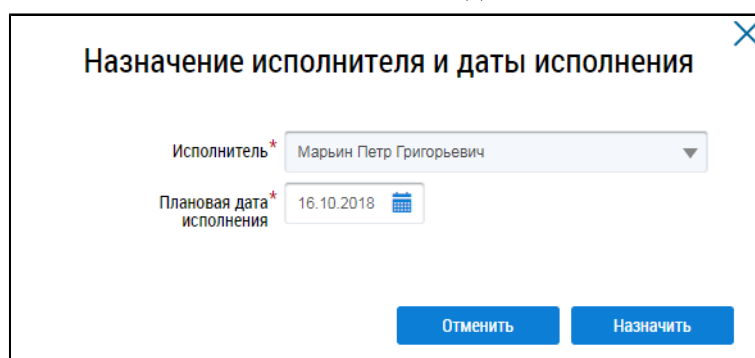 Назначение исполнителя и даты исполнения
Исполнитель* Марьин Петр Григорьевич
Плановая дата* 16.10.2018
исполнения
Отменить Назначить